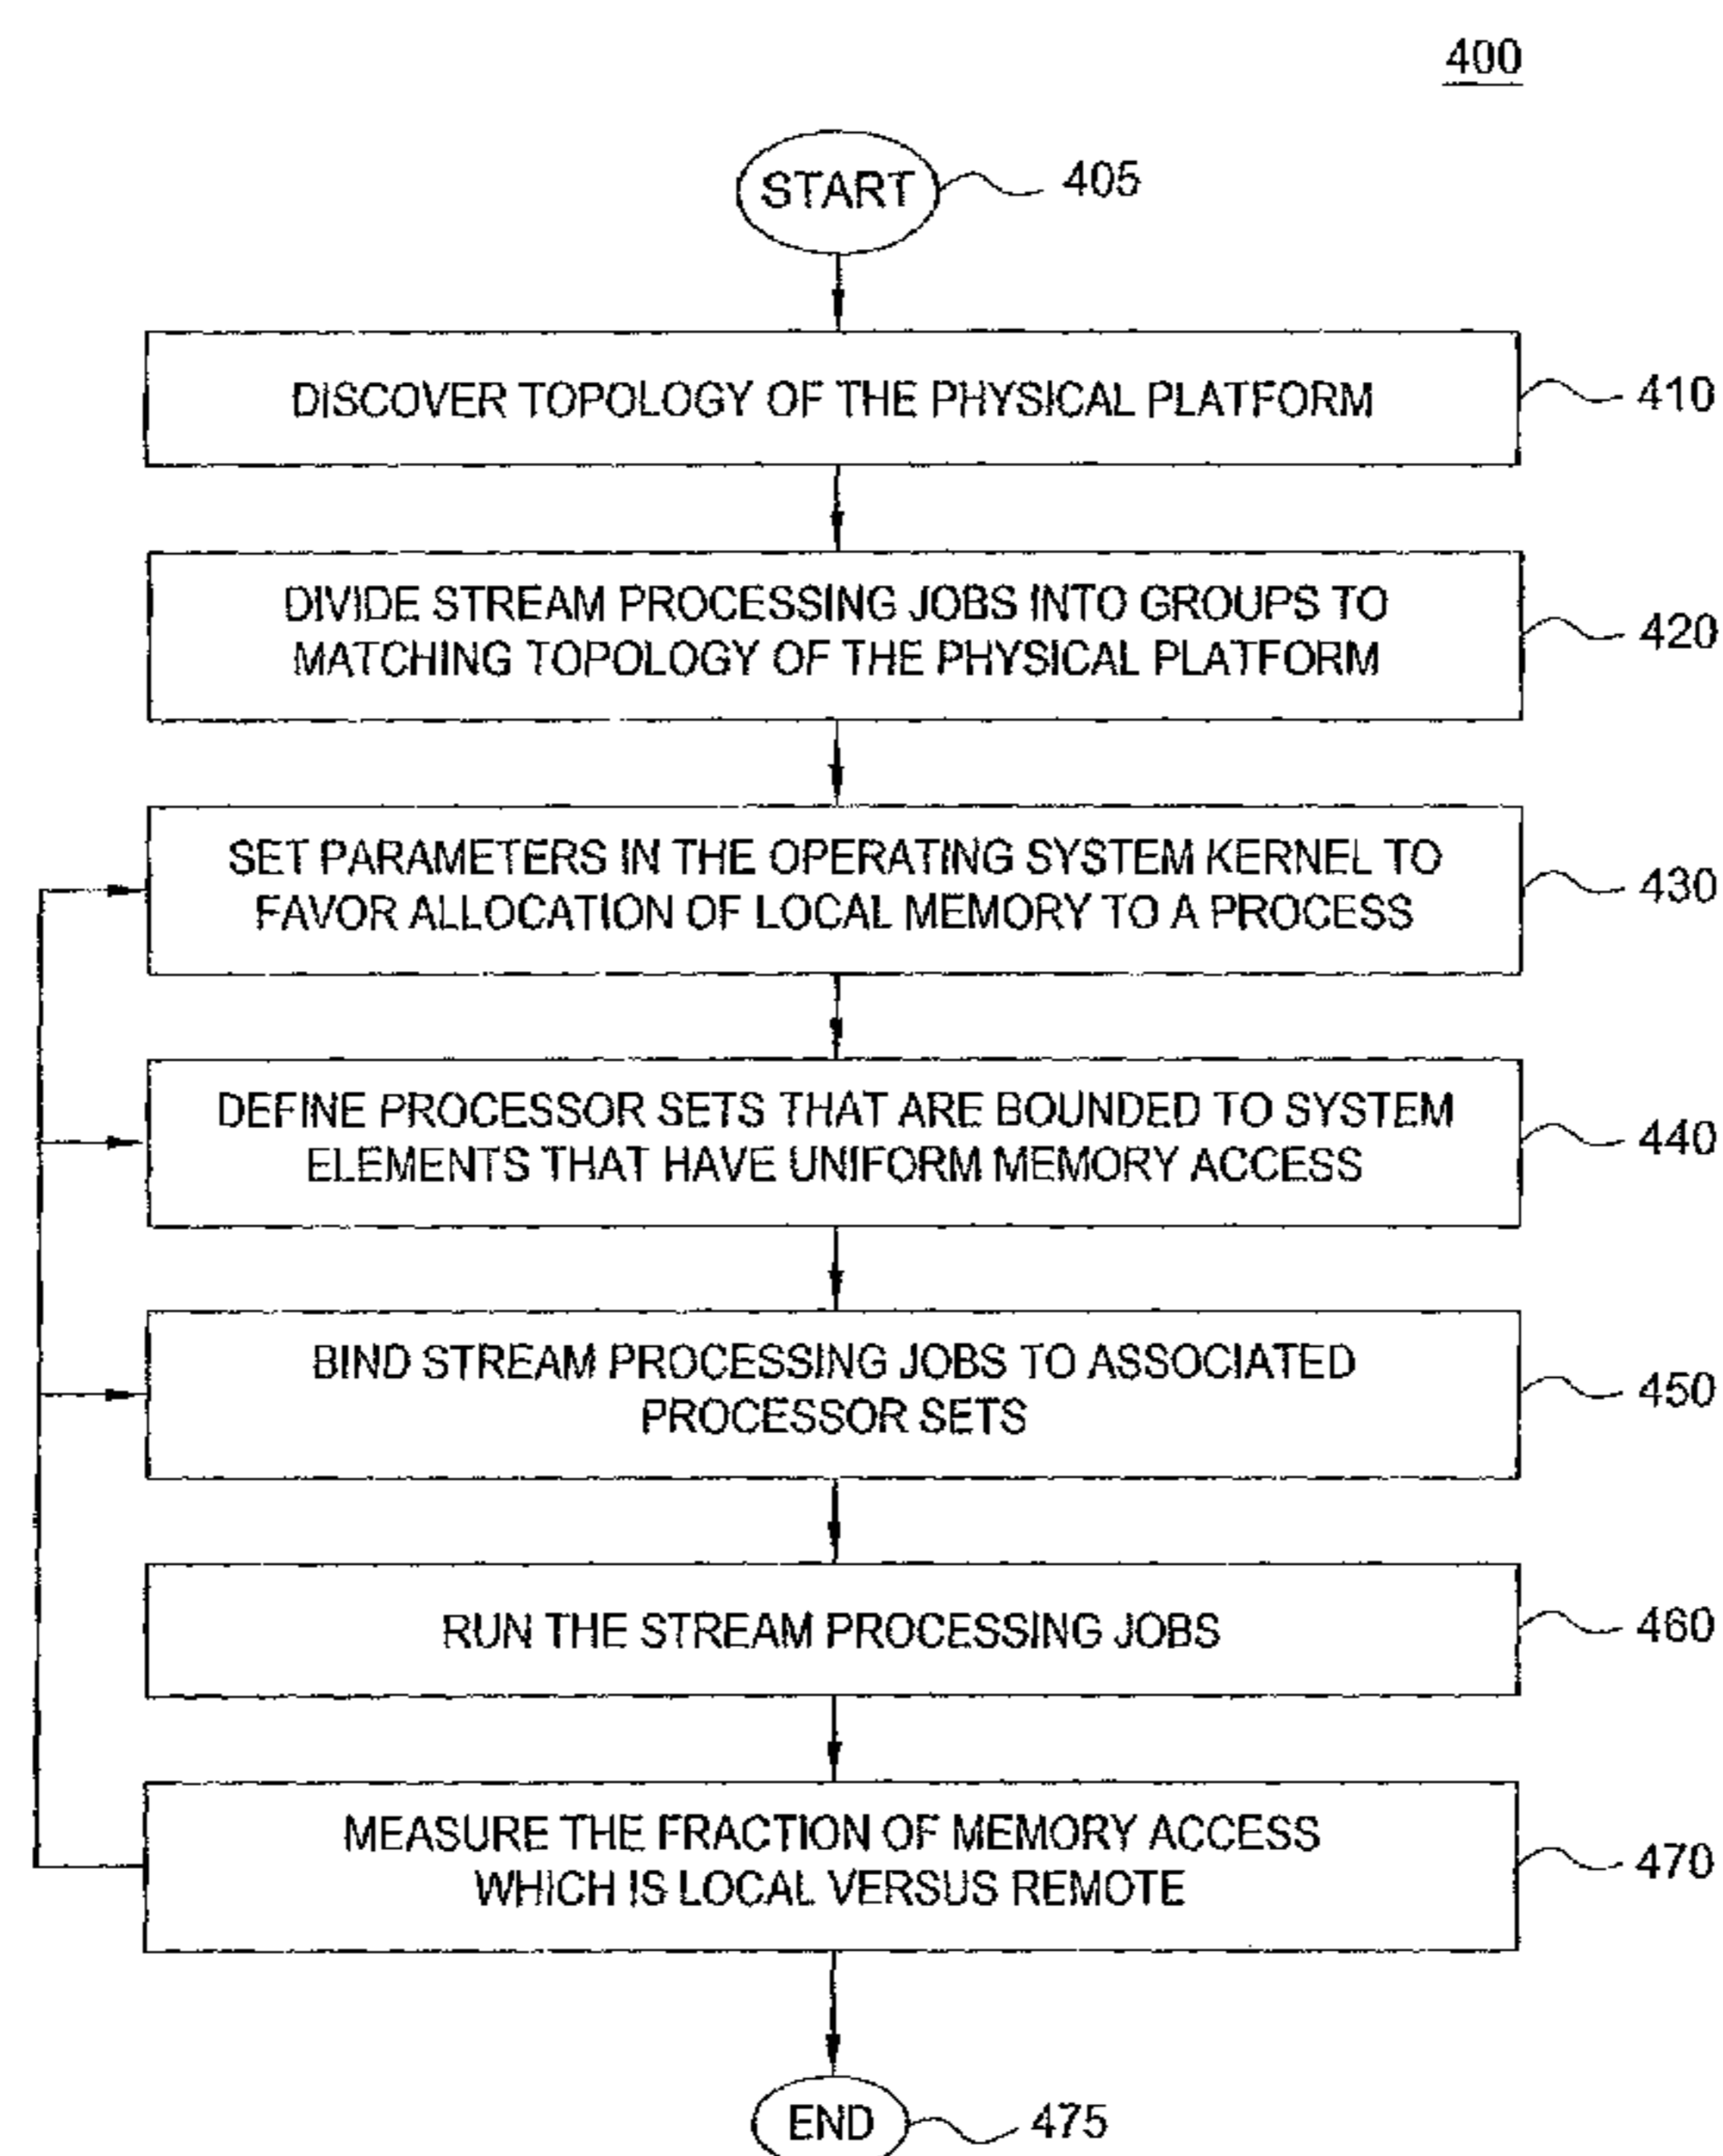 400
START
405
DISCOVER TOPOLOGY OF THE PHYSICAL PLATFORM
410
DIVIDE STREAM PROCESSING JOBS INTO GROUPS TO
MATCHING TOPOLOGY OF THE PHYSICAL PLATFORM
420
SET PARAMETERS IN THE OPERATING SYSTEM KERNEL TO
FAVOR ALLOCATION OF LOCAL MEMORY TO A PROCESS
430
DEFINE PROCESSOR SETS THAT ARE BOUNDED TO SYSTEM
ELEMENTS THAT HAVE UNIFORM MEMORY ACCESS
440
BIND STREAM PROCESSING JOBS TO ASSOCIATED
PROCESSOR SETS
450
RUN THE STREAM PROCESSING JOBS
460
MEASURE THE FRACTION OF MEMORY ACCESS
WHICH IS LOCAL VERSUS REMOTE
470
END
475